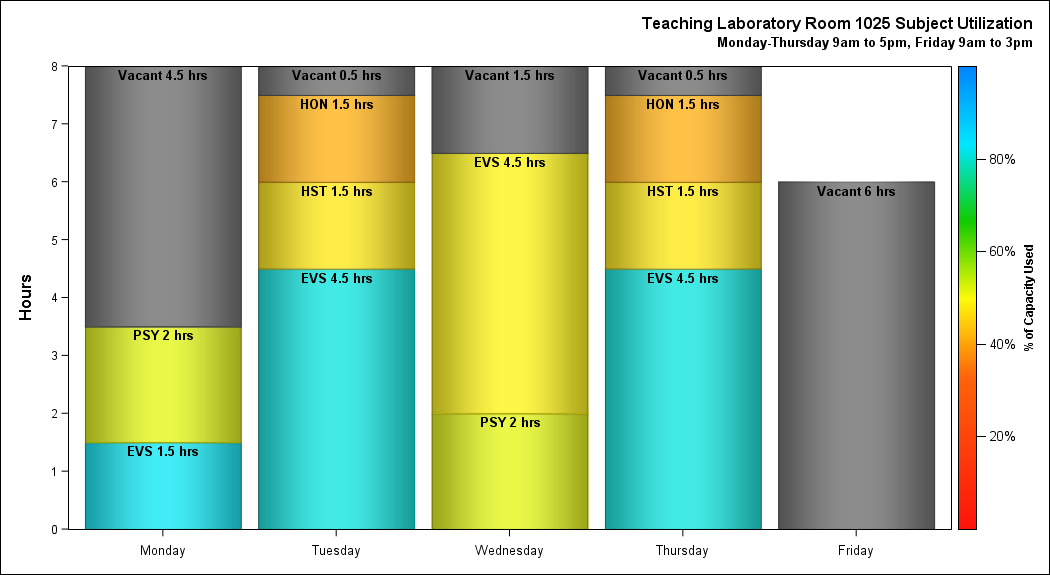 Teaching Laboratory Room 1025 Subject Utilization
Monday-Thursday 9am to 5pm, Friday 9am to 3pm
Hours
8
7
6
5
4
3
2
1
0
Vacant 4.5 hrs
PSY 2 hrs
EVS 1.5 hrs
Vacant 0.5 hrs
HON 1.5 hrs
HST 1.5 hrs
EVS 4.5 hrs
Vacant 1.5 hrs
EVS 4.5 hrs
PSY 2 hrs
Vacant 0.5 hrs
HON 1.5 hrs
HST 1.5 hrs
EVS 4.5 hrs
Vacant 6 hrs
Monday
Tuesday
Wednesday
Thursday
Friday
80%
60%
40%
20%
% of Capacity Used